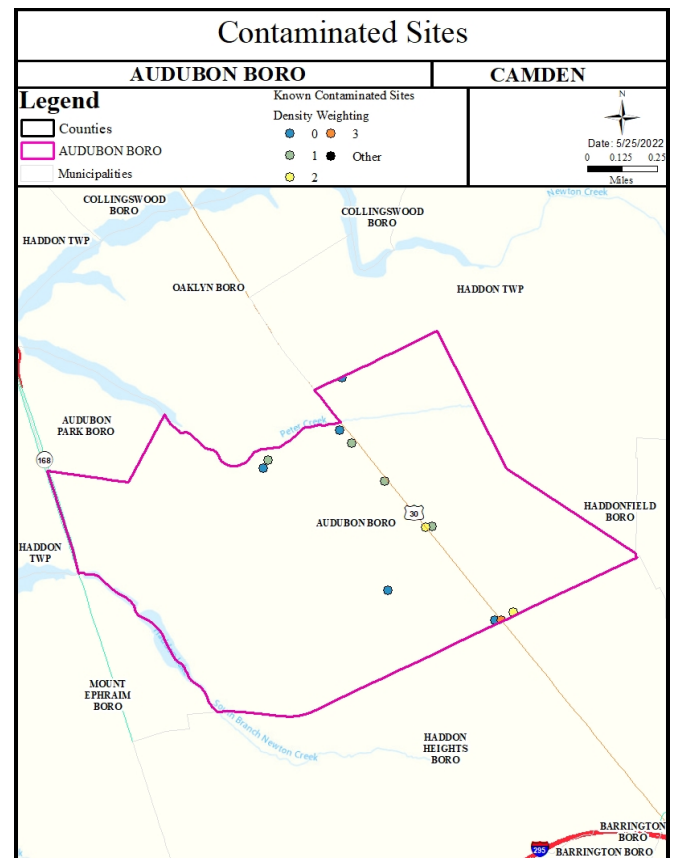 Contaminated Sites
AUDUBON BORO
CAMDEN
Legend
Counties
AUDUBON BORO
Municipalities
Known Contaminated Sites
Density Weighting
0 3
1 Other
2
N
Date: 5/25/2022
0 0.125 0.25
Miles
COLLINGSWOOD
BORO
Newton Creek
COLLINGSWOOD
BORO
HADDON TWP
OAKLYN BORO
HADDON TWP
AUDUBON
PARK BORO
Peter Creek
168
HADDONFIELD
BORO
30
AUDUBON BORO
HADDON
TWP
MOUNT
EPHRAIM
BORO
South Branch Newton Creek
HADDON
HEIGHTS
BORO
BARRINGTON
BORO
295
BARRINGTON BORO